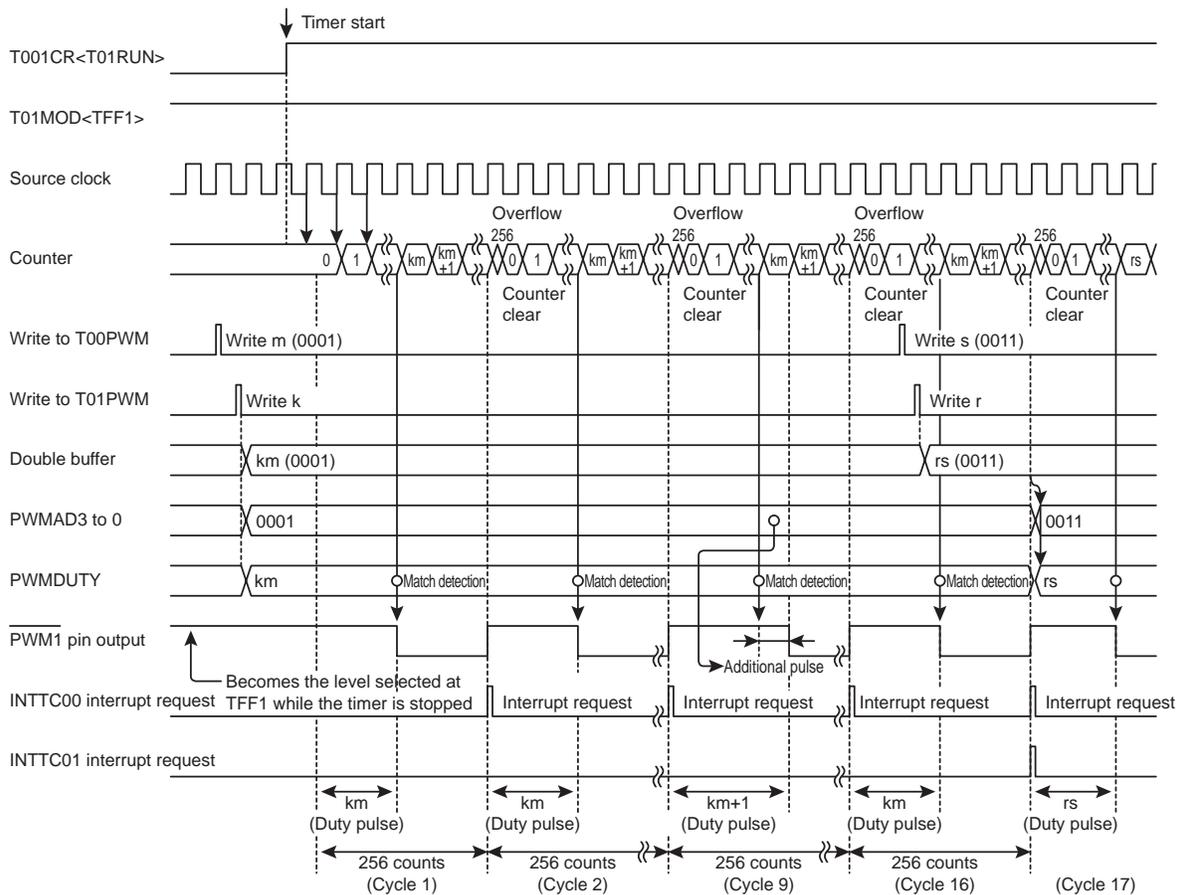 Timer start
T001CR<T01RUN>
T01MOD<TFF1>
Source clock
Overflow Overflow Overflow
256 256 256 256
Counter 0 1 km km+1 0 1 km km+1 0 1 km km+1 0 1 km km+1 0 1 rs
Counter clear Counter clear Counter clear Counter clear
Write to T00PWM Write m (0001) Write s (0011)
Write to T01PWM Write k Write r
Double buffer km (0001) rs (0011)
PWMAD3 to 0 0001 0011
PWMDUTY km Match detection Match detection Match detection Match detection rs
PWM1 pin output
Additional pulse
Becomes the level selected at
TFF1 while the timer is stopped
INTTC00 interrupt request Interrupt request Interrupt request Interrupt request Interrupt request
INTTC01 interrupt request
km km km+1 km rs
(Duty pulse) (Duty pulse) (Duty pulse) (Duty pulse) (Duty pulse)
256 counts 256 counts 256 counts 256 counts
(Cycle 1) (Cycle 2) (Cycle 9) (Cycle 16) (Cycle 17)